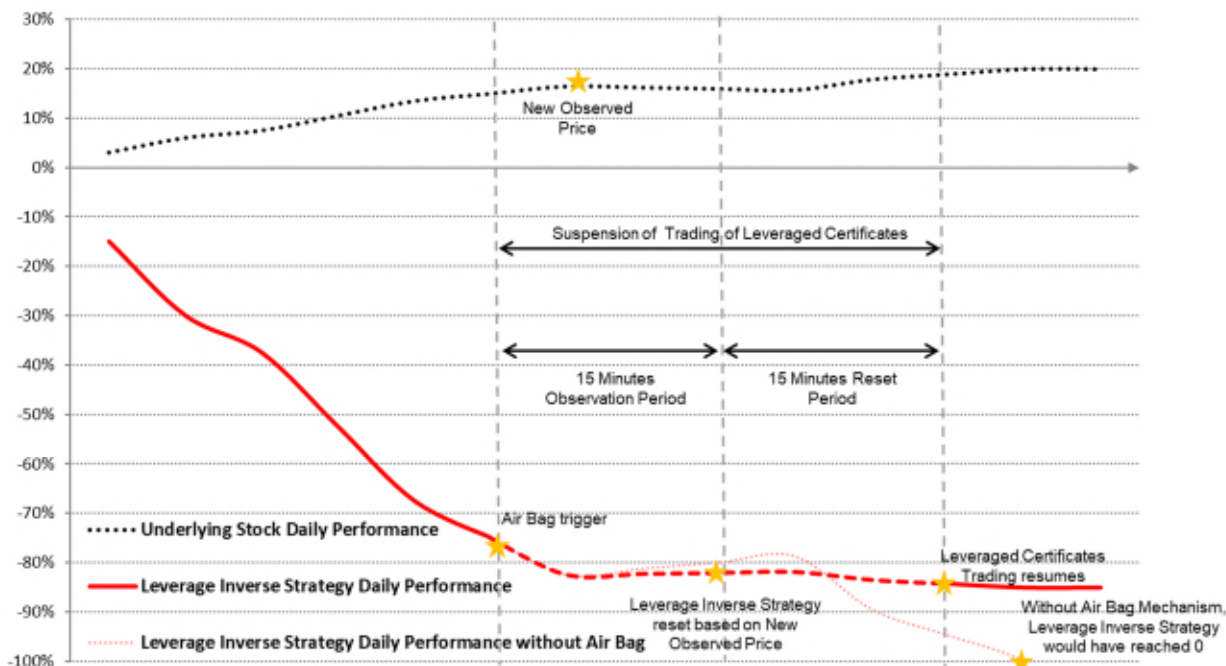 30%
20%
New Observed
Price
10%
0%
-10%
Suspension of Trading of Leveraged Certificates
-20%
-30%
-40%
15 Minutes
Observation Period
15 Minutes Reset
Period
-50%
-60%
-70%
Air Bag trigger
Underlying Stock Daily Performance
-80%
Leveraged Certificates
Trading resumes
Leverage Inverse Strategy Daily Performance
-90%
Leverage Inverse Strategy
reset based on New
Observed Price
Without Air Bag Mechanism,
Leverage Inverse Strategy
would have reached 0
Leverage Inverse Strategy Daily Performance without Air Bag
-100%